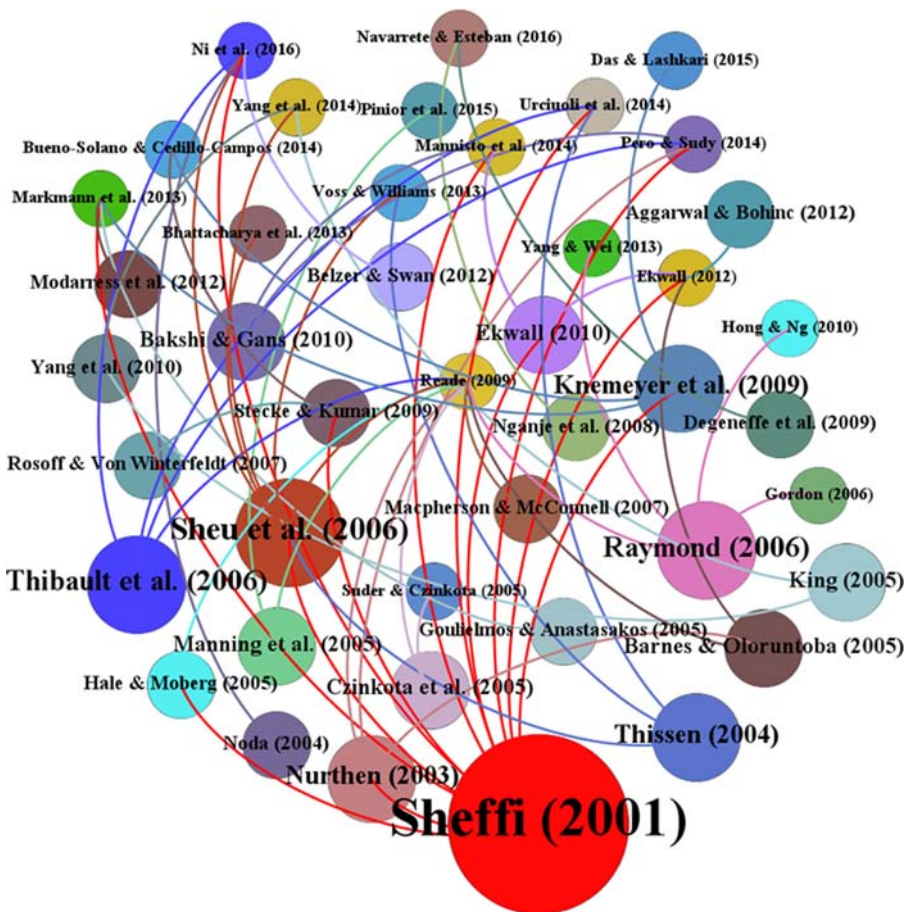 Ni et al. (2016)
Navarrete & Esteban (2016)
Das & Lashkari (2015)
Yang et al. (2014)
Pinior et al. (2015)
Urciuoli et al. (2014)
Bueno-Solano & Cedillo-Campos (2014)
Mannisto et al. (2014)
Pero & Sudy (2014)
Markmann et al. (2013)
Voss & Williams (2013)
Aggarwal & Bohinc (2012)
Bhattacharya et al. (2013)
Yang & Wei (2013)
Modarress et al. (2012)
Belzer & Swan (2012)
Ekwall (2012)
Bakshi & Gans (2010)
Ekwall (2010)
Hong & Ng (2010)
Yang et al. (2010)
Reade (2009)
Knemeyer et al. (2009)
Stecke & Kumar (2009)
Nganje et al. (2008)
Degeneffe et al. (2009)
Rosoff & Von Winterfeldt (2007)
Gordon (2006)
Macpherson & McConnell (2007)
Sheu et al. (2006)
Raymond (2006)
Thibault et al. (2006)
Suder & Czinkota (2005)
King (2005)
Goulielmos & Anastasakos (2005)
Manning et al. (2005)
Barnes & Oloruntoba (2005)
Hale & Moberg (2005)
Czinkota et al. (2005)
Thissen (2004)
Noda (2004)
Nurthen (2003)
Sheffi (2001)